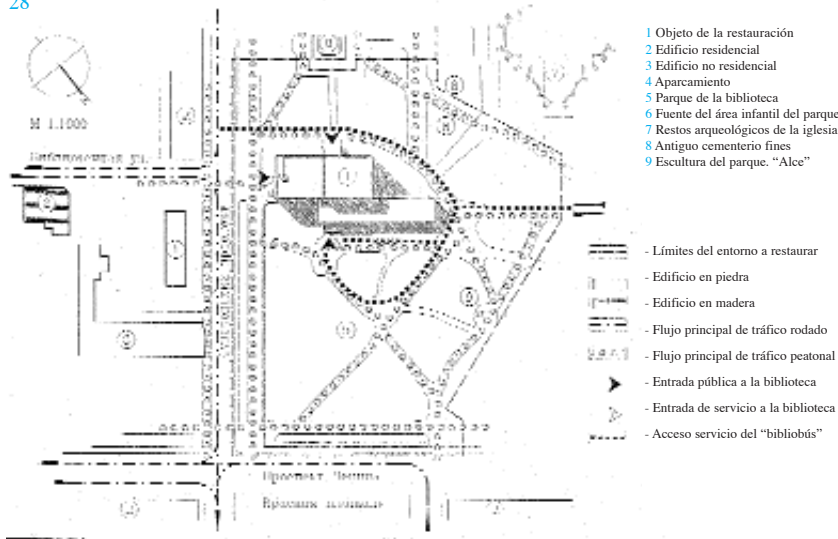 28
1 Objeto de la restauración
2 Edificio residencial
3 Edificio no residencial
4 Aparcamiento
5 Parque de la biblioteca
6 Fuente del área infantil del parque
7 Restos arqueológicos de la iglesia
8 Antiguo cementerio fines
9 Escultura del parque. “Alce”
М 1:1000
- Límites del entorno a restaurar
- Edificio en piedra
- Edificio en madera
- Flujo principal de tráfico rodado
- Flujo principal de tráfico peatonal
- Entrada pública a la biblioteca
- Entrada de servicio a la biblioteca
- Acceso servicio del “bibliobús”
Проспект Ленина
Красная площадь